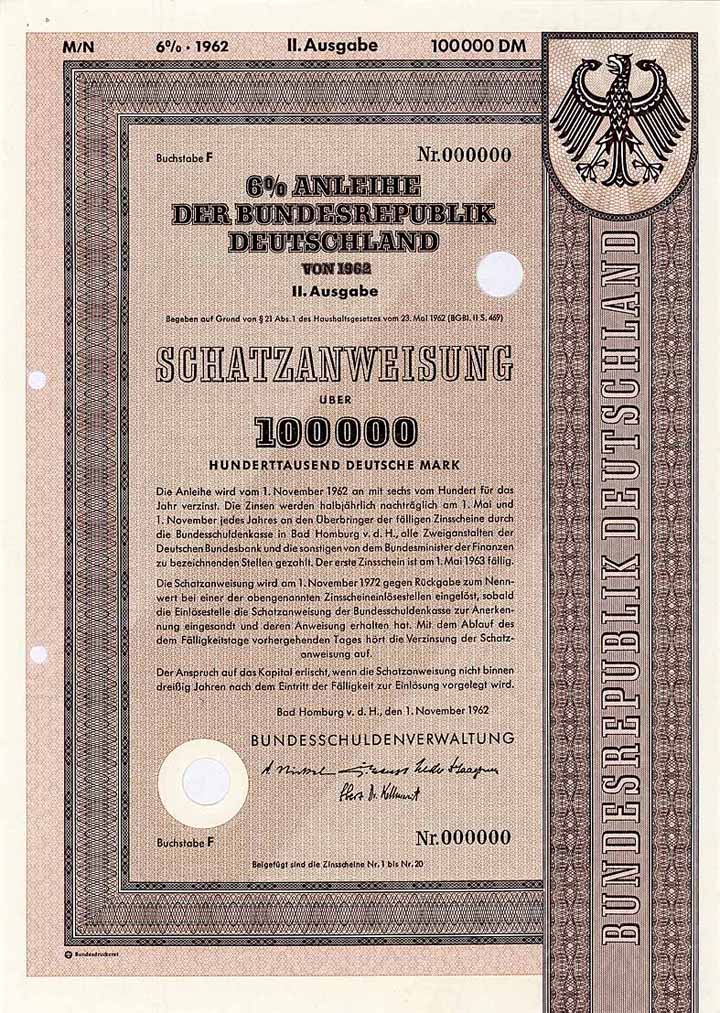 M/N 6% · 1962 II. Ausgabe 100 000 DM
Buchstabe F Nr. 000000
6% ANLEIHE
DER BUNDESREPUBLIK
DEUTSCHLAND
VON 1962
II. Ausgabe
Begeben auf Grund von § 21 Abs. 1 des Haushaltsgesetzes vom 23. Mai 1962 (BGBl. II S. 469)
SCHATZANWEISUNG
ÜBER
100 000
HUNDERTTAUSEND DEUTSCHE MARK
Die Anleihe wird vom 1. November 1962 an mit sechs vom Hundert für das
Jahr verzinst. Die Zinsen werden halbjährlich nachträglich am 1. Mai und
1. November jedes Jahres an den Überbringer der fälligen Zinsscheine durch
die Bundesschuldenkasse in Bad Homburg v. d. H., alle Zweiganstalten der
Deutschen Bundesbank und die sonstigen von dem Bundesminister der Finanzen
zu bezeichnenden Stellen gezahlt. Der erste Zinsschein ist am 1. Mai 1963 fällig.
Die Schatzanweisung wird am 1. November 1972 gegen Rückgabe zum Nenn-
wert bei einer der obengenannten Zinsscheineinlösestellen eingelöst, sobald
die Einlösestelle die Schatzanweisung der Bundesschuldenkasse zur Anerken-
nung eingesandt und deren Anweisung erhalten hat. Mit dem Ablauf des
dem Fälligkeitstage vorhergehenden Tages hört die Verzinsung der Schatz-
anweisung auf.
Der Anspruch auf das Kapital erlischt, wenn die Schatzanweisung nicht binnen
dreißig Jahren nach dem Eintritt der Fälligkeit zur Einlösung vorgelegt wird.
Bad Homburg v. d. H., den 1. November 1962
BUNDESSCHULDENVERWALTUNG
Buchstabe F Nr. 000000
Beigefügt sind die Zinsscheine Nr. 1 bis Nr. 20
Bundesdruckerei
BUNDESREPUBLIK DEUTSCHLAND